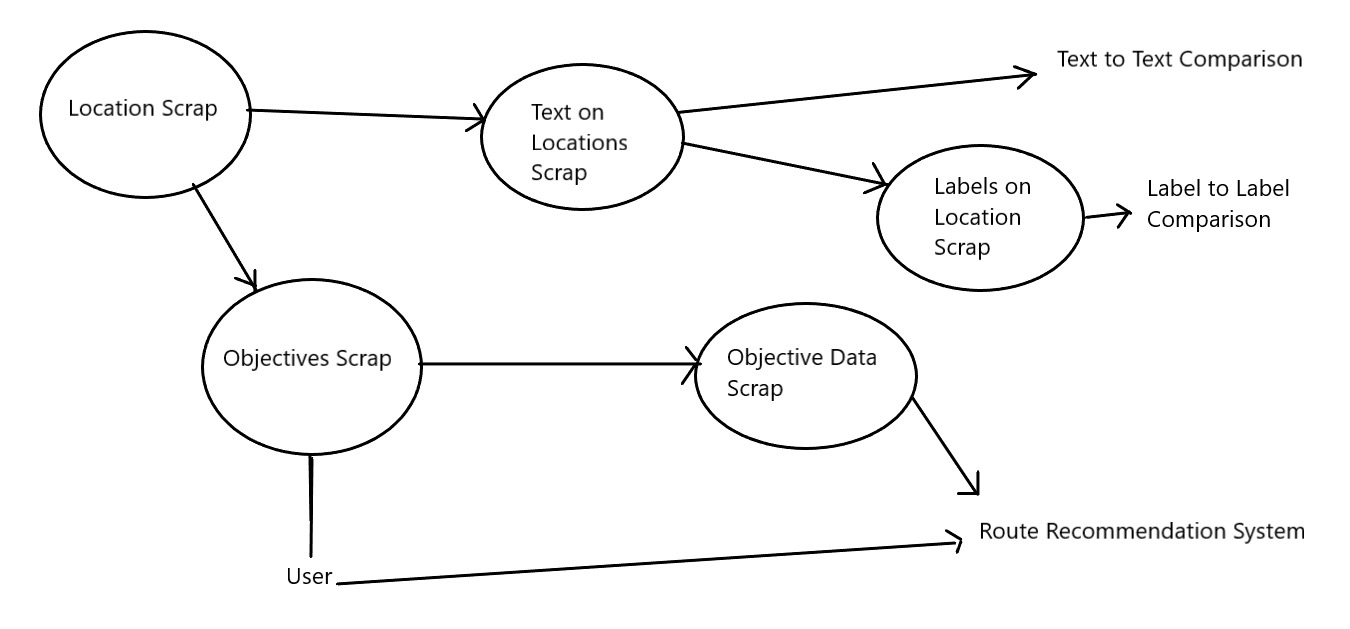 Location Scrap
Text on
Locations
Scrap
Text to Text Comparison
Labels on
Location
Scrap
Label to Label
Comparison
Objectives Scrap
Objective Data
Scrap
Route Recommendation System
User